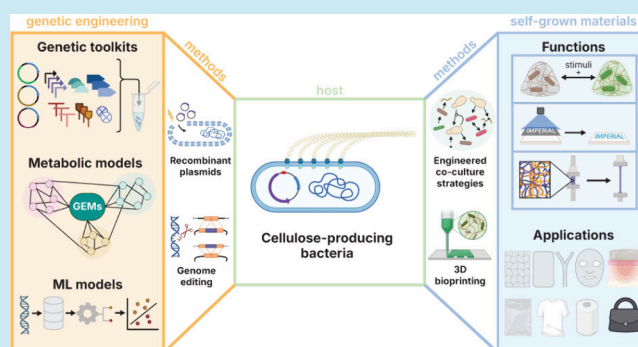 genetic engineering
Genetic toolkits
Metabolic models
GEMs
ML models
methods
Recombinant
plasmids
Genome
editing
host
Cellulose-producing
bacteria
methods
Engineered
co-culture
strategies
3D
bioprinting
self-grown materials
Functions
stimuli
+
IMPERIAL
IMPERIAL
Applications